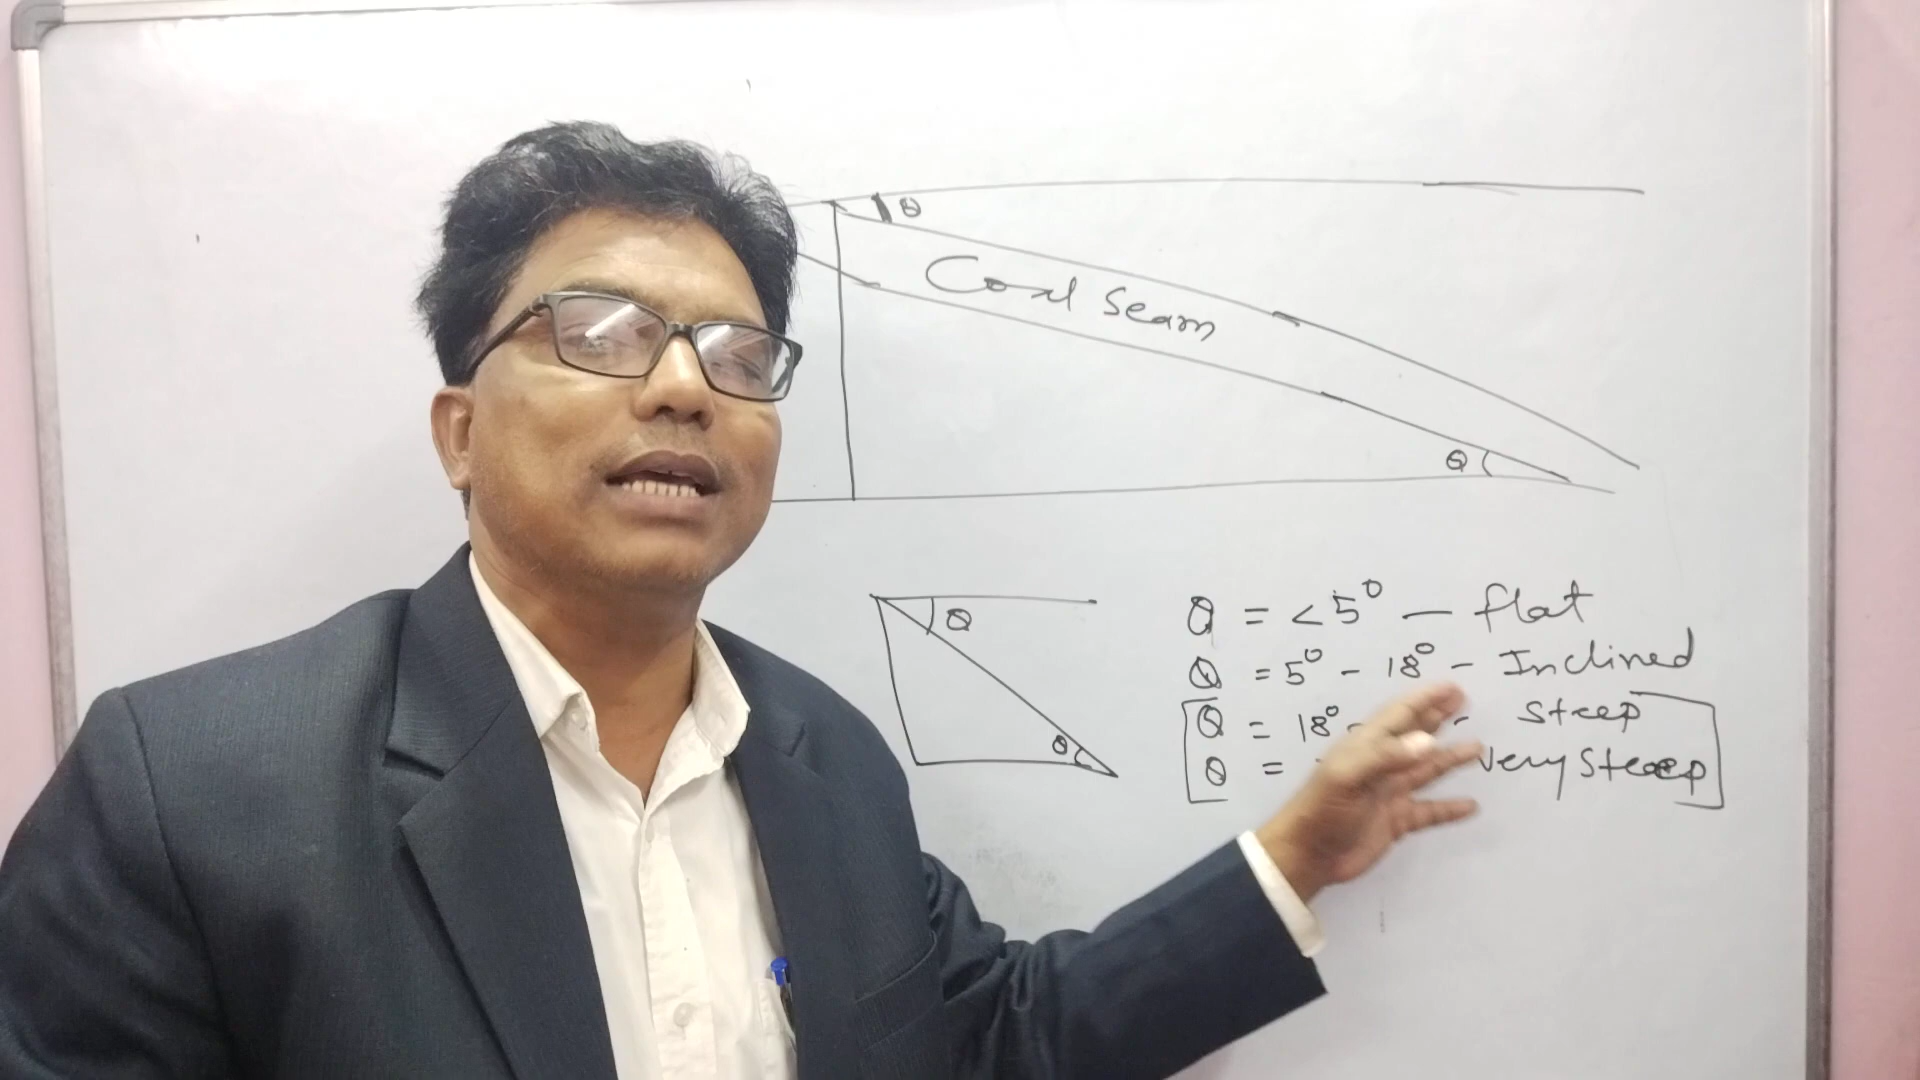 θ
Coal Seam
θ
θ
θ
θ = < 5° — flat
θ = 5° - 18° - Inclined
θ = 18° - - Steep
θ = Very Steep